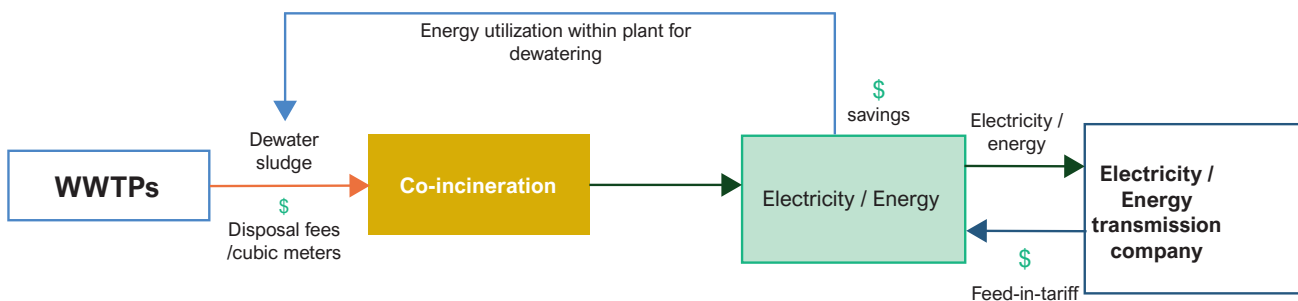 Energy utilization within plant for
dewatering
$
savings
Electricity /
energy
Dewater
sludge
WWTPs
$
Disposal fees
/cubic meters
Co-incineration
Electricity / Energy
Electricity /
Energy
transmission
company
$
Feed-in-tariff